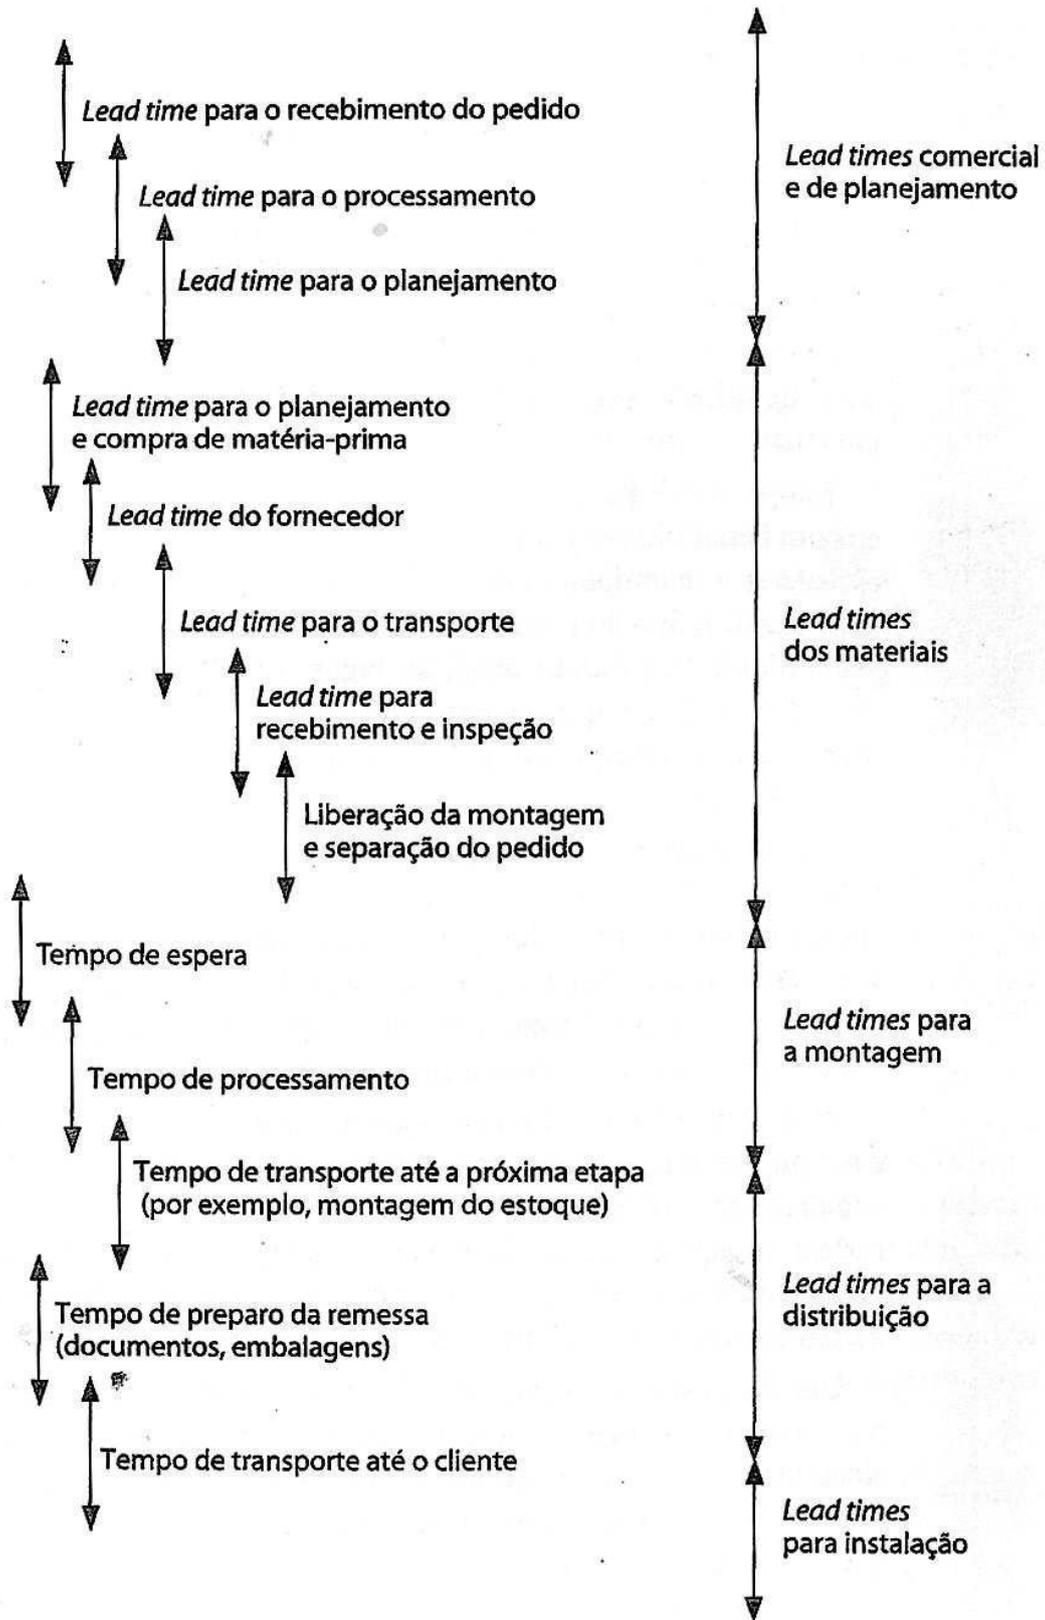 Lead time para o recebimento do pedido
Lead time para o processamento
Lead time para o planejamento
Lead times comercial
e de planejamento
Lead time para o planejamento
e compra de matéria-prima
Lead time do fornecedor
Lead time para o transporte
Lead time para
recebimento e inspeção
Liberação da montagem
e separação do pedido
Lead times
dos materiais
Tempo de espera
Tempo de processamento
Lead times para
a montagem
Tempo de transporte até a próxima etapa
(por exemplo, montagem do estoque)
Tempo de preparo da remessa
(documentos, embalagens)
Tempo de transporte até o cliente
Lead times para a
distribuição
Lead times
para instalação